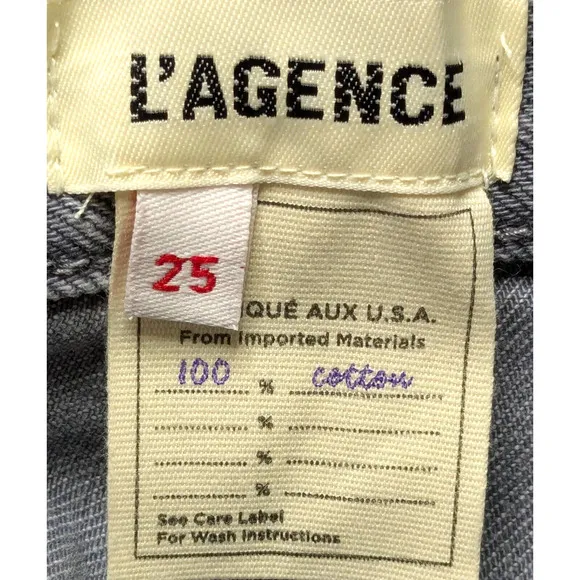 L'AGENCE
25
QUÉ AUX U.S.A.
From Imported Materials
100 % cotton
%
%
%
See Care Label
For Wash Instructions